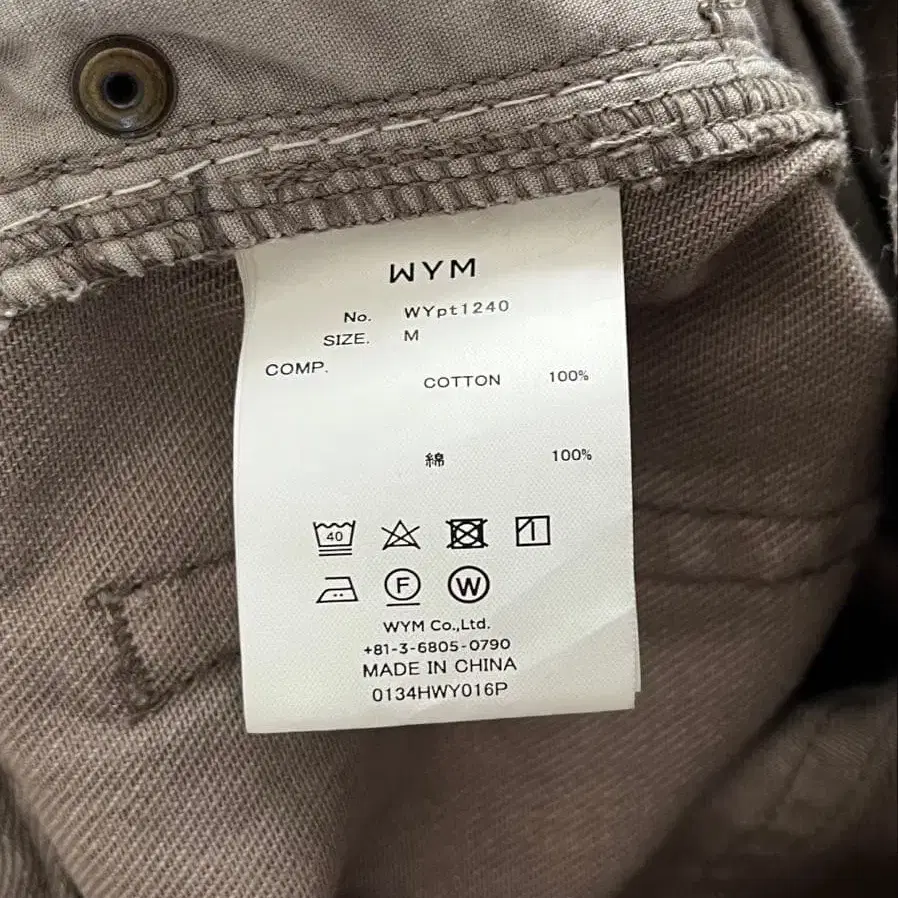 WYM
No. WYpt1240
SIZE. M
COMP.
COTTON 100%
綿 100%
40
F W
WYM Co.,Ltd.
+81-3-6805-0790
MADE IN CHINA
0134HWY016P